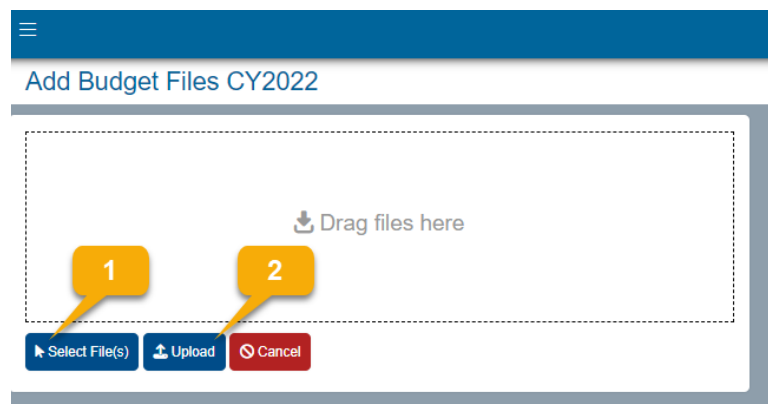 Add Budget Files CY2022
Drag files here
1
2
Select File(s)
Upload
Cancel